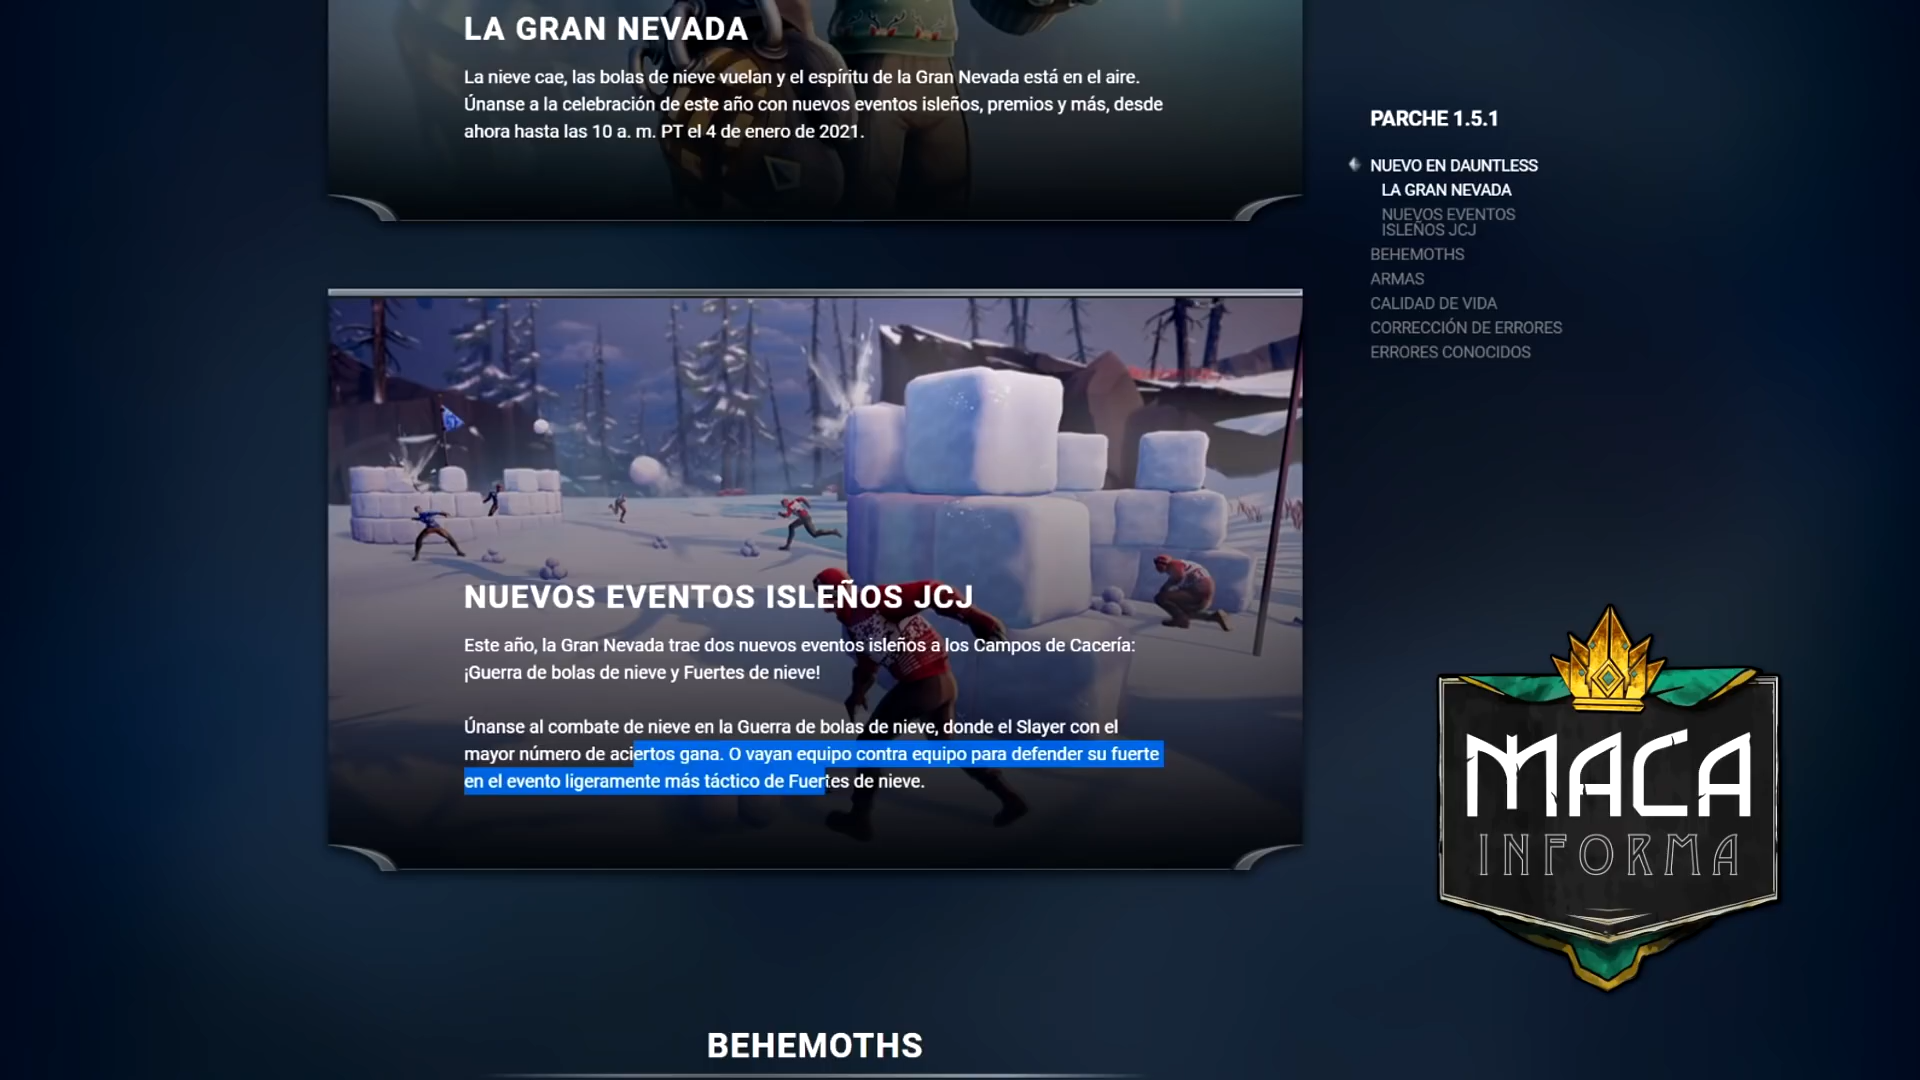 LA GRAN NEVADA
La nieve cae, las bolas de nieve vuelan y el espíritu de la Gran Nevada está en el aire.
Únanse a la celebración de este año con nuevos eventos isleños, premios y más, desde
ahora hasta las 10 a. m. PT el 4 de enero de 2021.
NUEVOS EVENTOS ISLEÑOS JCJ
Este año, la Gran Nevada trae dos nuevos eventos isleños a los Campos de Cacería:
¡Guerra de bolas de nieve y Fuertes de nieve!
Únanse al combate de nieve en la Guerra de bolas de nieve, donde el Slayer con el
mayor número de aciertos gana. O vayan equipo contra equipo para defender su fuerte
en el evento ligeramente más táctico de Fuertes de nieve.
BEHEMOTHS
PARCHE 1.5.1
NUEVO EN DAUNTLESS
LA GRAN NEVADA
NUEVOS EVENTOS
ISLEÑOS JCJ
BEHEMOTHS
ARMAS
CALIDAD DE VIDA
CORRECCIÓN DE ERRORES
ERRORES CONOCIDOS
MACA
INFORMA